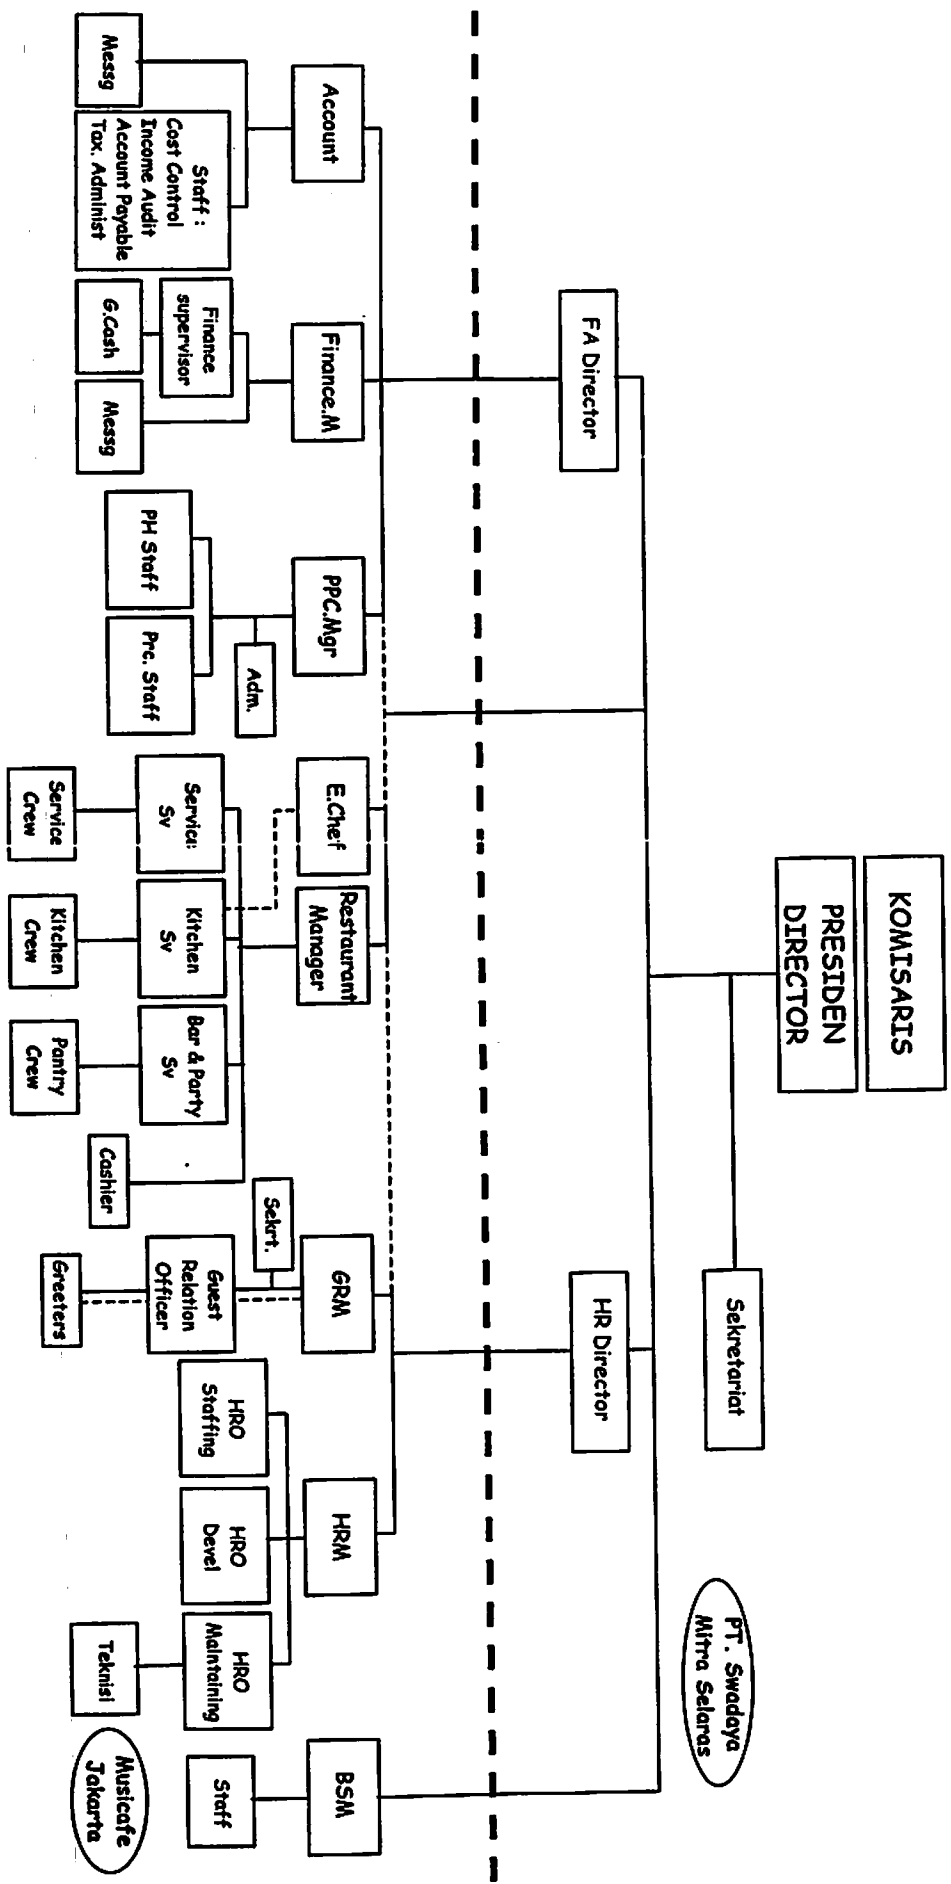 KOMISARIS
PRESIDEN
DIRECTOR
Sekretariat
PT. Swadaya
Mitra Selaras
FA Director
HR Director
Account
Finance.M
PPC.Mgr
E.Chef
Restaurant
Manager
GRM
HRM
BSM
Adm.
Sekrt.
Messg
Staff :
Cost Control
Income Audit
Account Payable
Tax. Administ
Finance
supervisor
G.Cash
Messg
PH Staff
Prc. Staff
Service
Sv
Kitchen
Sv
Bar & Party
Sv
Cashier
Guest
Relation
Officer
HRO
Staffing
HRO
Devel
HRO
Maintaining
Staff
Service
Crew
Kitchen
Crew
Pantry
Crew
Greeters
Teknisi
Musicafe
Jakarta